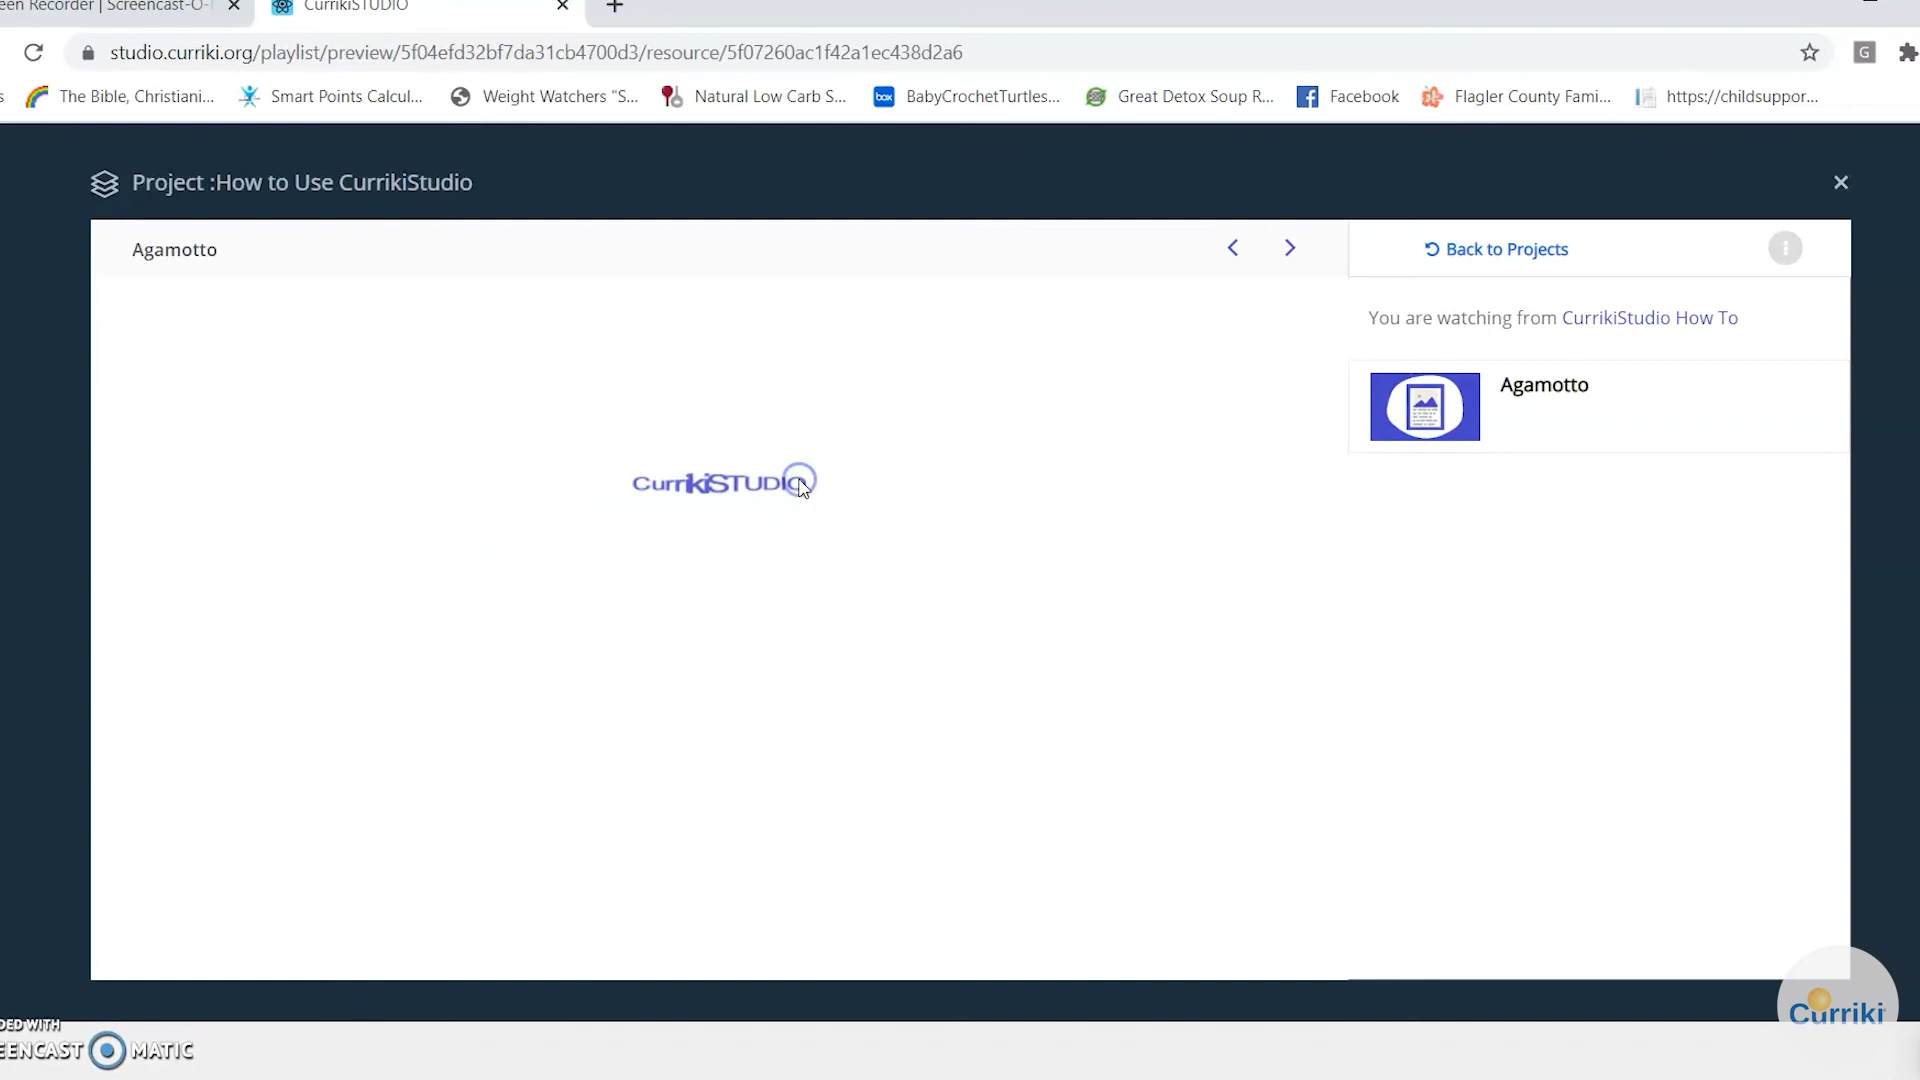 een Recorder | Screencast-O-
CurrikiSTUDIO
studio.curriki.org/playlist/preview/5f04efd32bf7da31cb4700d3/resource/5f07260ac1f42a1ec438d2a6
G
s
The Bible, Christiani...
Smart Points Calcul...
Weight Watchers "S...
Natural Low Carb S...
box
BabyCrochetTurtles...
Great Detox Soup R...
Facebook
Flagler County Fami...
https://childsuppor...
Project :How to Use CurrikiStudio
Agamotto
Back to Projects
You are watching from CurrikiStudio How To
Agamotto
CurrikiSTUDIO
Curriki
DED WITH
EENCAST MATIC